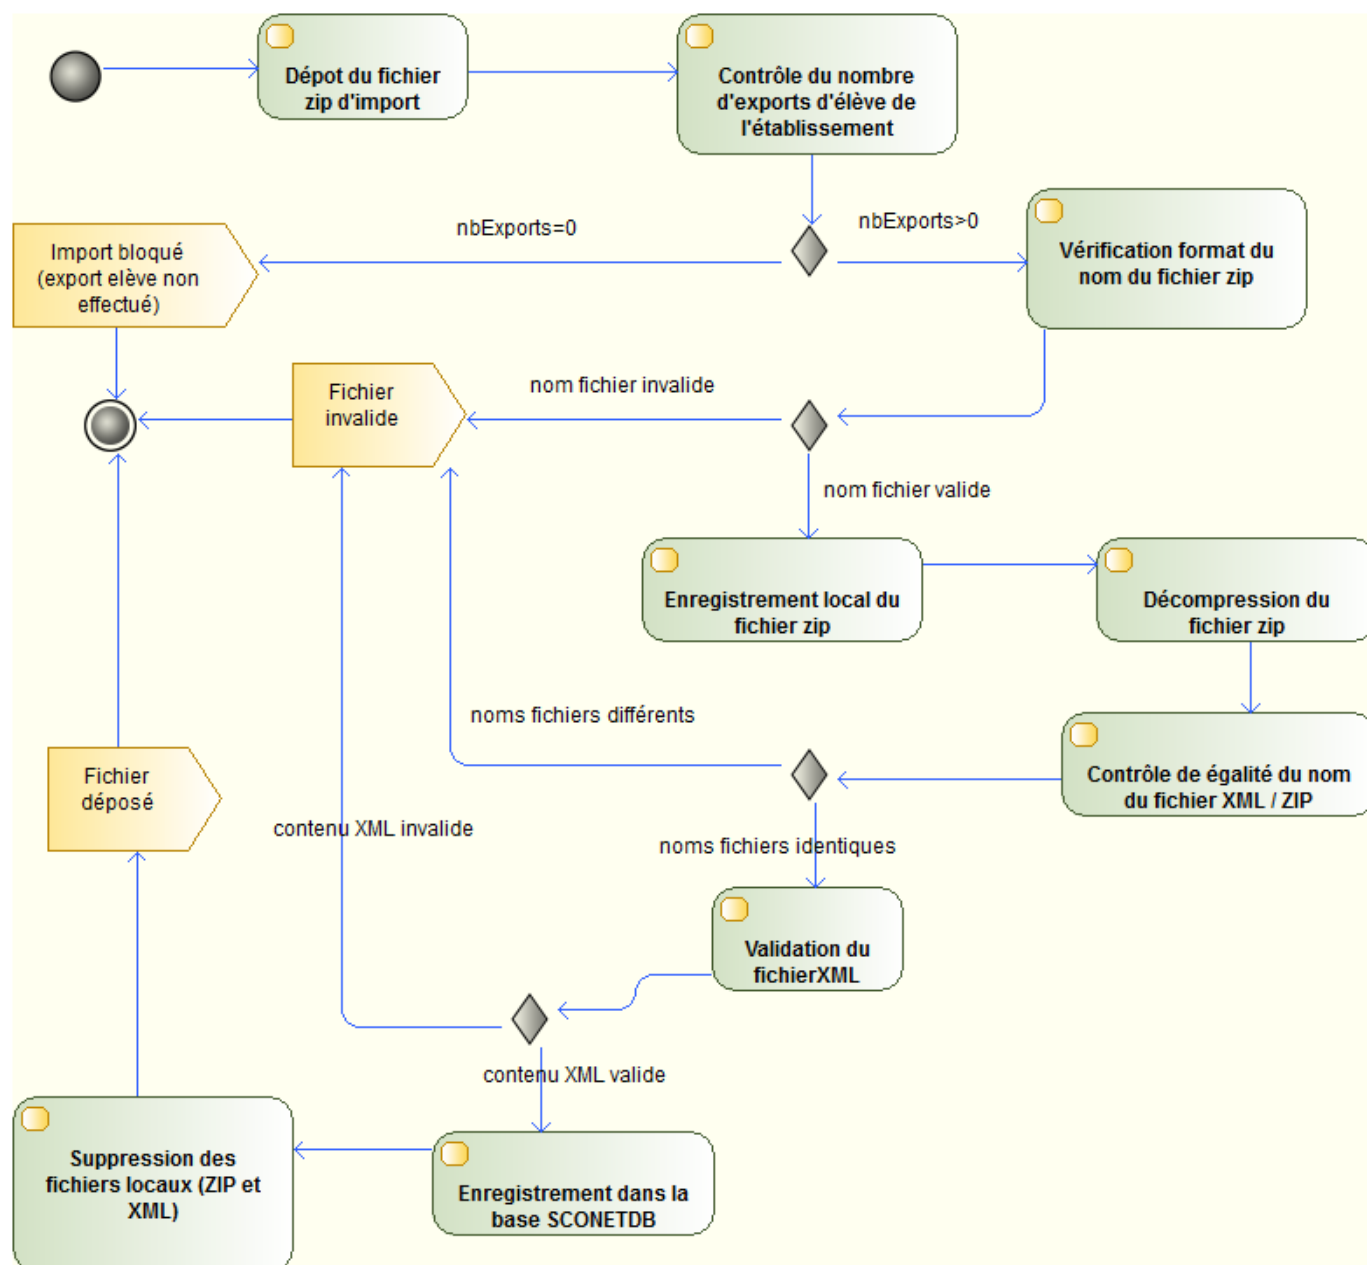 Dépot du fichier
zip d'import
Contrôle du nombre
d'exports d'élève de
l'établissement
nbExports=0
nbExports>0
Import bloqué
(export elève non
effectué)
Vérification format du
nom du fichier zip
Fichier
invalide
nom fichier invalide
nom fichier valide
Enregistrement local du
fichier zip
Décompression du
fichier zip
noms fichiers différents
Contrôle de égalité du nom
du fichier XML / ZIP
Fichier
déposé
contenu XML invalide
noms fichiers identiques
Validation du
fichierXML
contenu XML valide
Suppression des
fichiers locaux (ZIP et
XML)
Enregistrement dans la
base SCONETDB